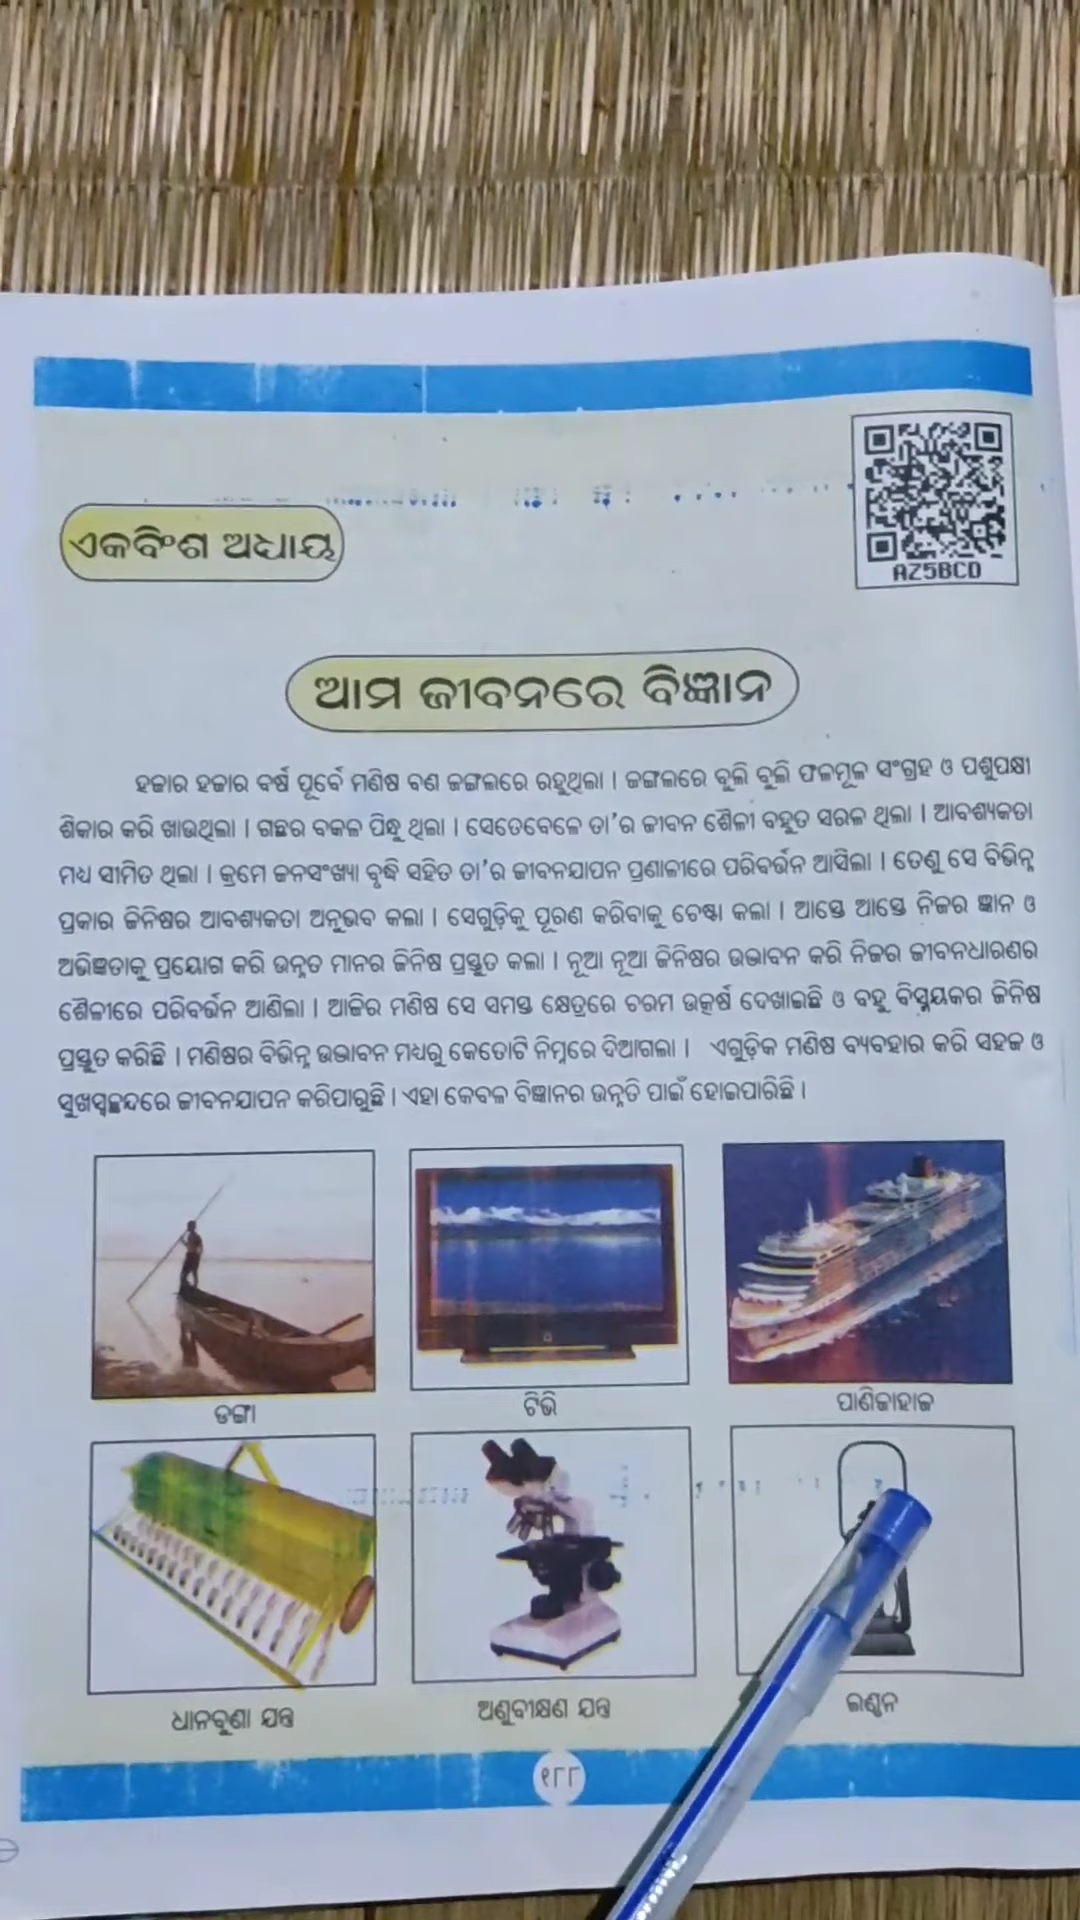 ଏକବିଂଶ ଅଧ୍ୟାୟ
AZ5BCD
ଆମ ଜୀବନରେ ବିଜ୍ଞାନ
ହଜାର ହଜାର ବର୍ଷ ପୂର୍ବେ ମଣିଷ ବଣ ଜଙ୍ଗଲରେ ରହୁଥିଲା । ଜଙ୍ଗଲରେ ବୁଲି ବୁଲି ଫଳମୂଳ ସଂଗ୍ରହ ଓ ପଶୁପକ୍ଷୀ
ଶିକାର କରି ଖାଉଥିଲା । ଗଛର ବକଳ ପିନ୍ଧୁ ଥିଲା । ସେତେବେଳେ ତା’ର ଜୀବନ ଶୈଳୀ ବହୁତ ସରଳ ଥିଲା । ଆବଶ୍ୟକତା
ମଧ୍ୟ ସୀମିତ ଥିଲା । କ୍ରମେ ଜନସଂଖ୍ୟା ବୃଦ୍ଧି ସହିତ ତା’ର ଜୀବନଯାପନ ପ୍ରଣାଳୀରେ ପରିବର୍ତ୍ତନ ଆସିଲା । ତେଣୁ ସେ ବିଭିନ୍ନ
ପ୍ରକାର ଜିନିଷର ଆବଶ୍ୟକତା ଅନୁଭବ କଲା । ସେଗୁଡ଼ିକୁ ପୂରଣ କରିବାକୁ ଚେଷ୍ଟା କଲା । ଆସ୍ତେ ଆସ୍ତେ ନିଜର ଜ୍ଞାନ ଓ
ଅଭିଜ୍ଞତାକୁ ପ୍ରୟୋଗ କରି ଉନ୍ନତ ମାନର ଜିନିଷ ପ୍ରସ୍ତୁତ କଲା । ନୂଆ ନୂଆ ଜିନିଷର ଉଦ୍ଭାବନ କରି ନିଜର ଜୀବନଧାରଣର
ଶୈଳୀରେ ପରିବର୍ତ୍ତନ ଆଣିଲା । ଆଜିର ମଣିଷ ସେ ସମସ୍ତ କ୍ଷେତ୍ରରେ ଚରମ ଉତ୍କର୍ଷ ଦେଖାଇଛି ଓ ବହୁ ବିସ୍ମୟକର ଜିନିଷ
ପ୍ରସ୍ତୁତ କରିଛି । ମଣିଷର ବିଭିନ୍ନ ଉଦ୍ଭାବନ ମଧ୍ୟରୁ କେତୋଟି ନିମ୍ନରେ ଦିଆଗଲା । ଏଗୁଡ଼ିକ ମଣିଷ ବ୍ୟବହାର କରି ସହଜ ଓ
ସୁଖସ୍ୱଚ୍ଛନ୍ଦରେ ଜୀବନଯାପନ କରିପାରୁଛି । ଏହା କେବଳ ବିଜ୍ଞାନର ଉନ୍ନତି ପାଇଁ ହୋଇପାରିଛି ।
ଡଙ୍ଗା
ଟିଭି
ପାଣିଜାହାଜ
ଧାନବୁଣା ଯନ୍ତ୍ର
ଅଣୁବୀକ୍ଷଣ ଯନ୍ତ୍ର
ଲଣ୍ଠନ
୧୮୮